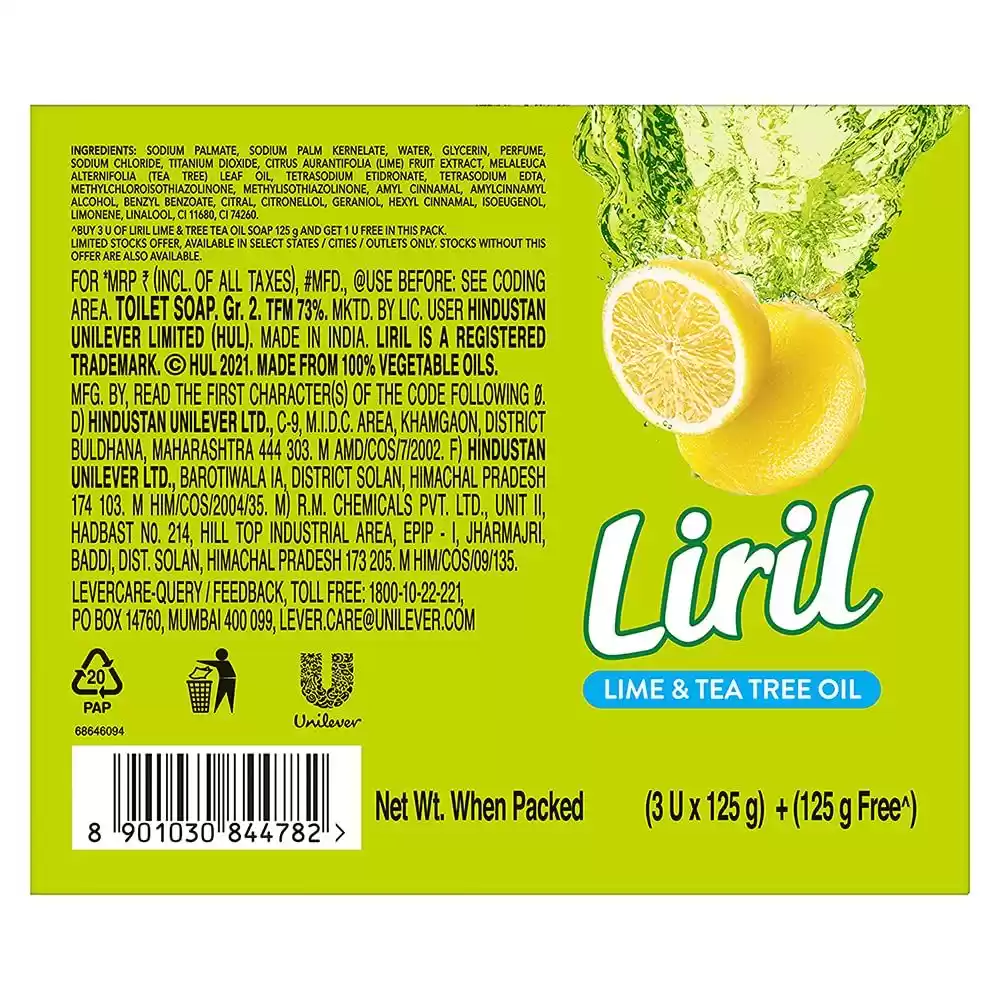 INGREDIENTS: SODIUM PALMATE, SODIUM PALM KERNELATE, WATER, GLYCERIN, PERFUME,
SODIUM CHLORIDE, TITANIUM DIOXIDE, CITRUS AURANTIFOLIA (LIME) FRUIT EXTRACT, MELALEUCA
ALTERNIFOLIA (TEA TREE) LEAF OIL, TETRASODIUM ETIDRONATE, TETRASODIUM EDTA,
METHYLCHLOROISOTHIAZOLINONE, METHYLISOTHIAZOLINONE, AMYL CINNAMAL, AMYLCINNAMYL
ALCOHOL, BENZYL BENZOATE, CITRAL, CITRONELLOL, GERANIOL, HEXYL CINNAMAL, ISOEUGENOL,
LIMONENE, LINALOOL, CI 11680, CI 74260.
^BUY 3 U OF LIRIL LIME & TREE TEA OIL SOAP 125 g AND GET 1 U FREE IN THIS PACK.
LIMITED STOCKS OFFER, AVAILABLE IN SELECT STATES / CITIES / OUTLETS ONLY. STOCKS WITHOUT THIS
OFFER ARE ALSO AVAILABLE.
FOR *MRP ₹ (INCL. OF ALL TAXES), #MFD., @USE BEFORE: SEE CODING
AREA. TOILET SOAP. Gr. 2. TFM 73%. MKTD. BY LIC. USER HINDUSTAN
UNILEVER LIMITED (HUL). MADE IN INDIA. LIRIL IS A REGISTERED
TRADEMARK. © HUL 2021. MADE FROM 100% VEGETABLE OILS.
MFG. BY, READ THE FIRST CHARACTER(S) OF THE CODE FOLLOWING Ø.
D) HINDUSTAN UNILEVER LTD., C-9, M.I.D.C. AREA, KHAMGAON, DISTRICT
BULDHANA, MAHARASHTRA 444 303. M AMD/COS/7/2002. F) HINDUSTAN
UNILEVER LTD., BAROTIWALA IA, DISTRICT SOLAN, HIMACHAL PRADESH
174 103. M HIM/COS/2004/35. M) R.M. CHEMICALS PVT. LTD., UNIT II,
HADBAST NO. 214, HILL TOP INDUSTRIAL AREA, EPIP - I, JHARMAJRI,
BADDI, DIST. SOLAN, HIMACHAL PRADESH 173 205. M HIM/COS/09/135.
LEVERCARE-QUERY / FEEDBACK, TOLL FREE: 1800-10-22-221,
PO BOX 14760, MUMBAI 400 099, LEVER.CARE@UNILEVER.COM
20
PAP
68646094
Unilever
8 901030 844782 >
Liril
LIME & TEA TREE OIL
Net Wt. When Packed (3 U x 125 g) + (125 g Free^)